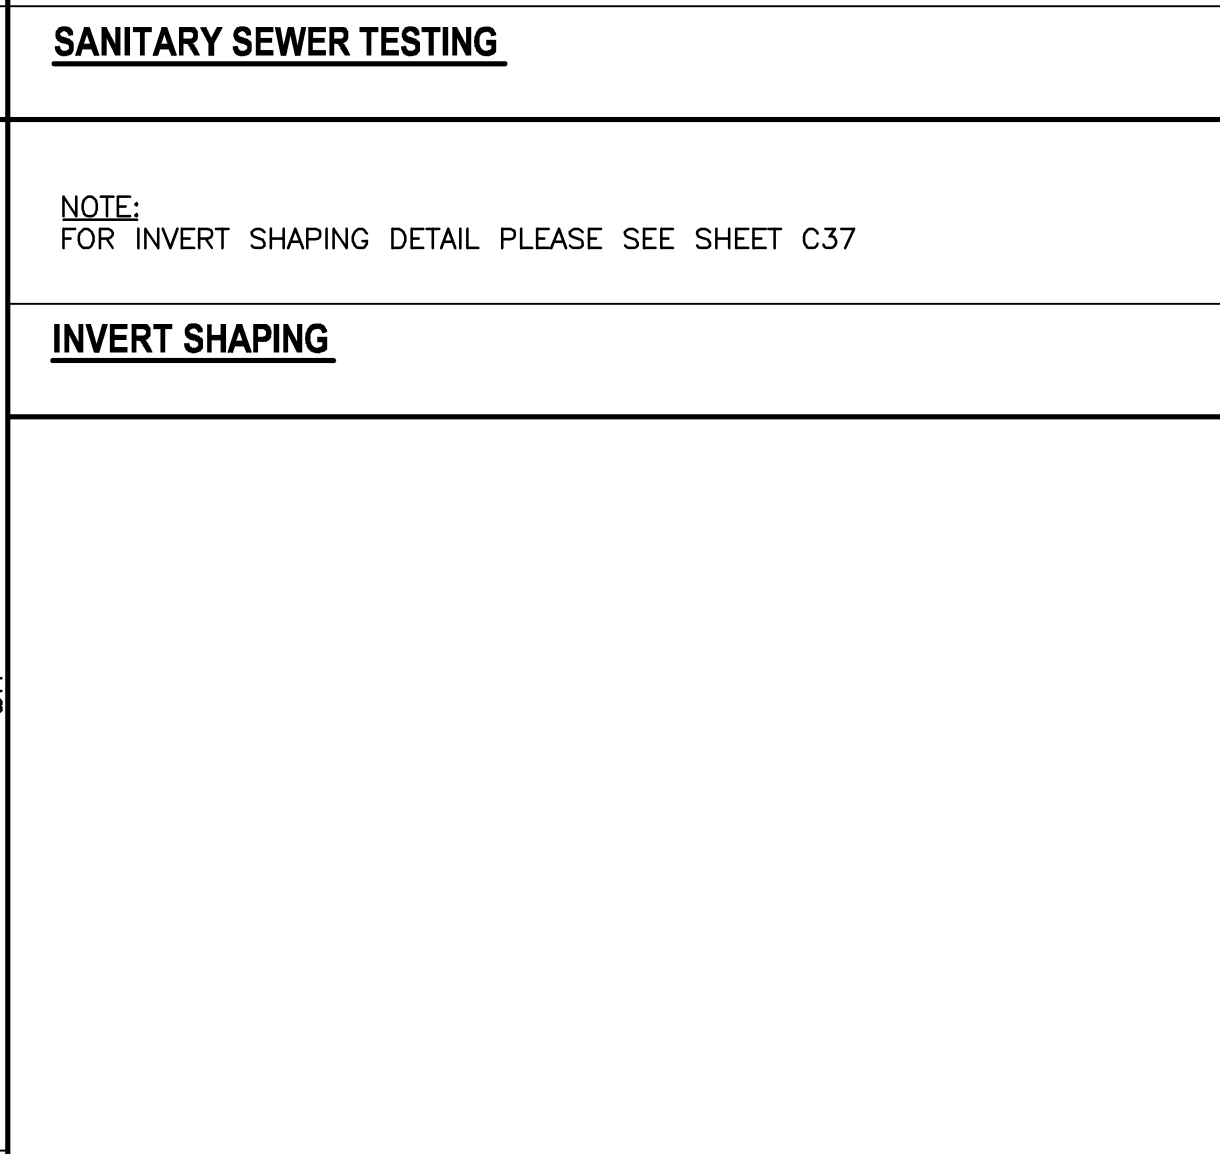 SANITARY SEWER TESTING
NOTE:
FOR INVERT SHAPING DETAIL PLEASE SEE SHEET C37
INVERT SHAPING